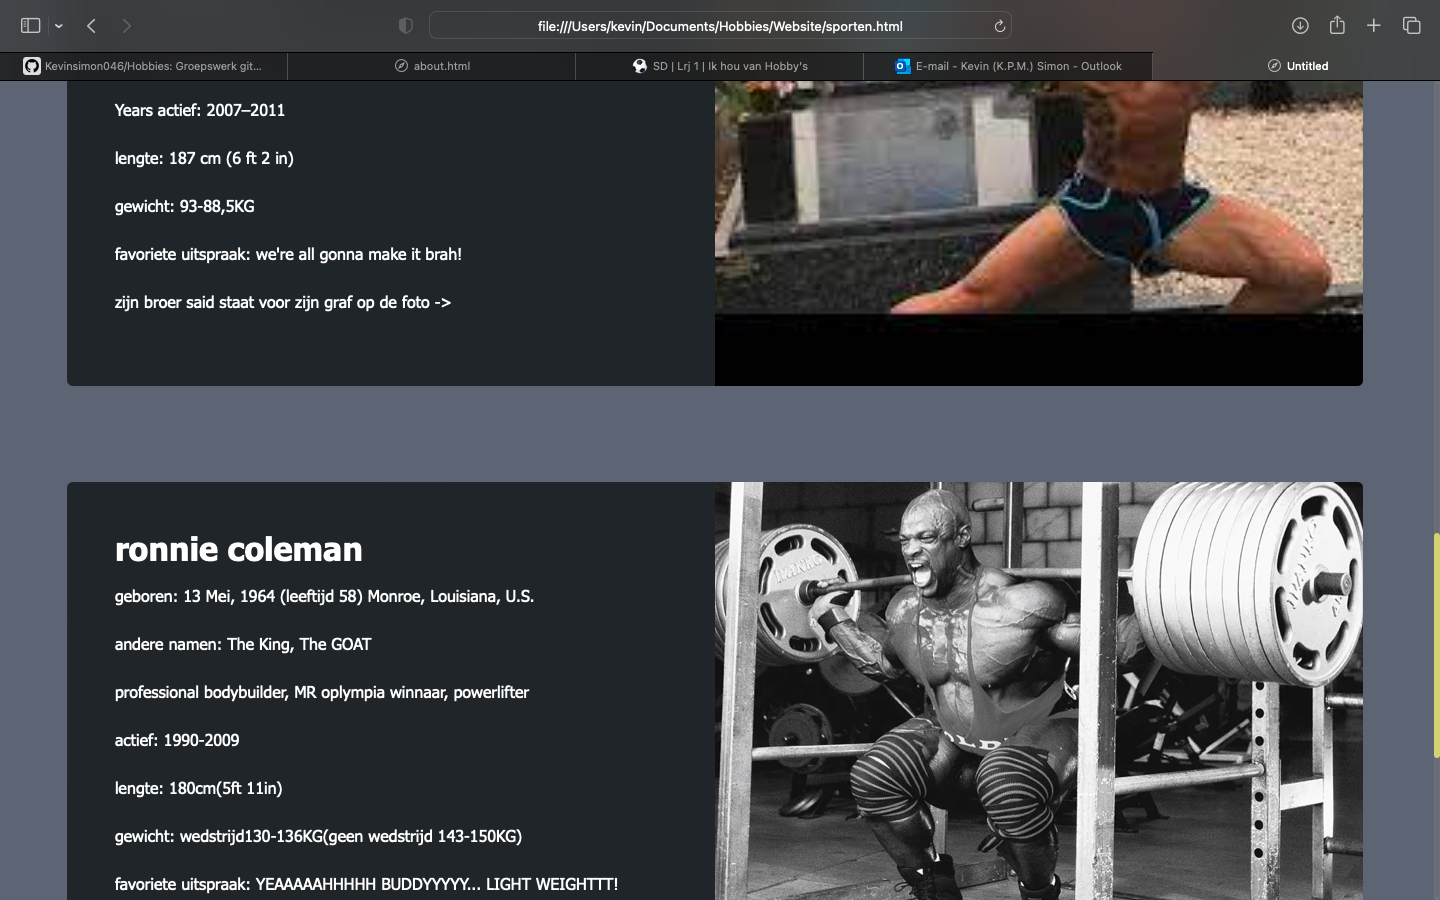 file:///Users/kevin/Documents/Hobbies/Website/sporten.html
Kevinsimon046/Hobbies: Groepswerk git...
about.html
SD | Lrj 1 | Ik hou van Hobby's
E-mail - Kevin (K.P.M.) Simon - Outlook
Untitled
Years actief: 2007–2011
lengte: 187 cm (6 ft 2 in)
gewicht: 93-88,5KG
favoriete uitspraak: we're all gonna make it brah!
zijn broer said staat voor zijn graf op de foto ->
ronnie coleman
geboren: 13 Mei, 1964 (leeftijd 58) Monroe, Louisiana, U.S.
andere namen: The King, The GOAT
professional bodybuilder, MR oplympia winnaar, powerlifter
actief: 1990-2009
lengte: 180cm(5ft 11in)
gewicht: wedstrijd130-136KG(geen wedstrijd 143-150KG)
favoriete uitspraak: YEAAAAAHHHHH BUDDYYYYY... LIGHT WEIGHTTT!